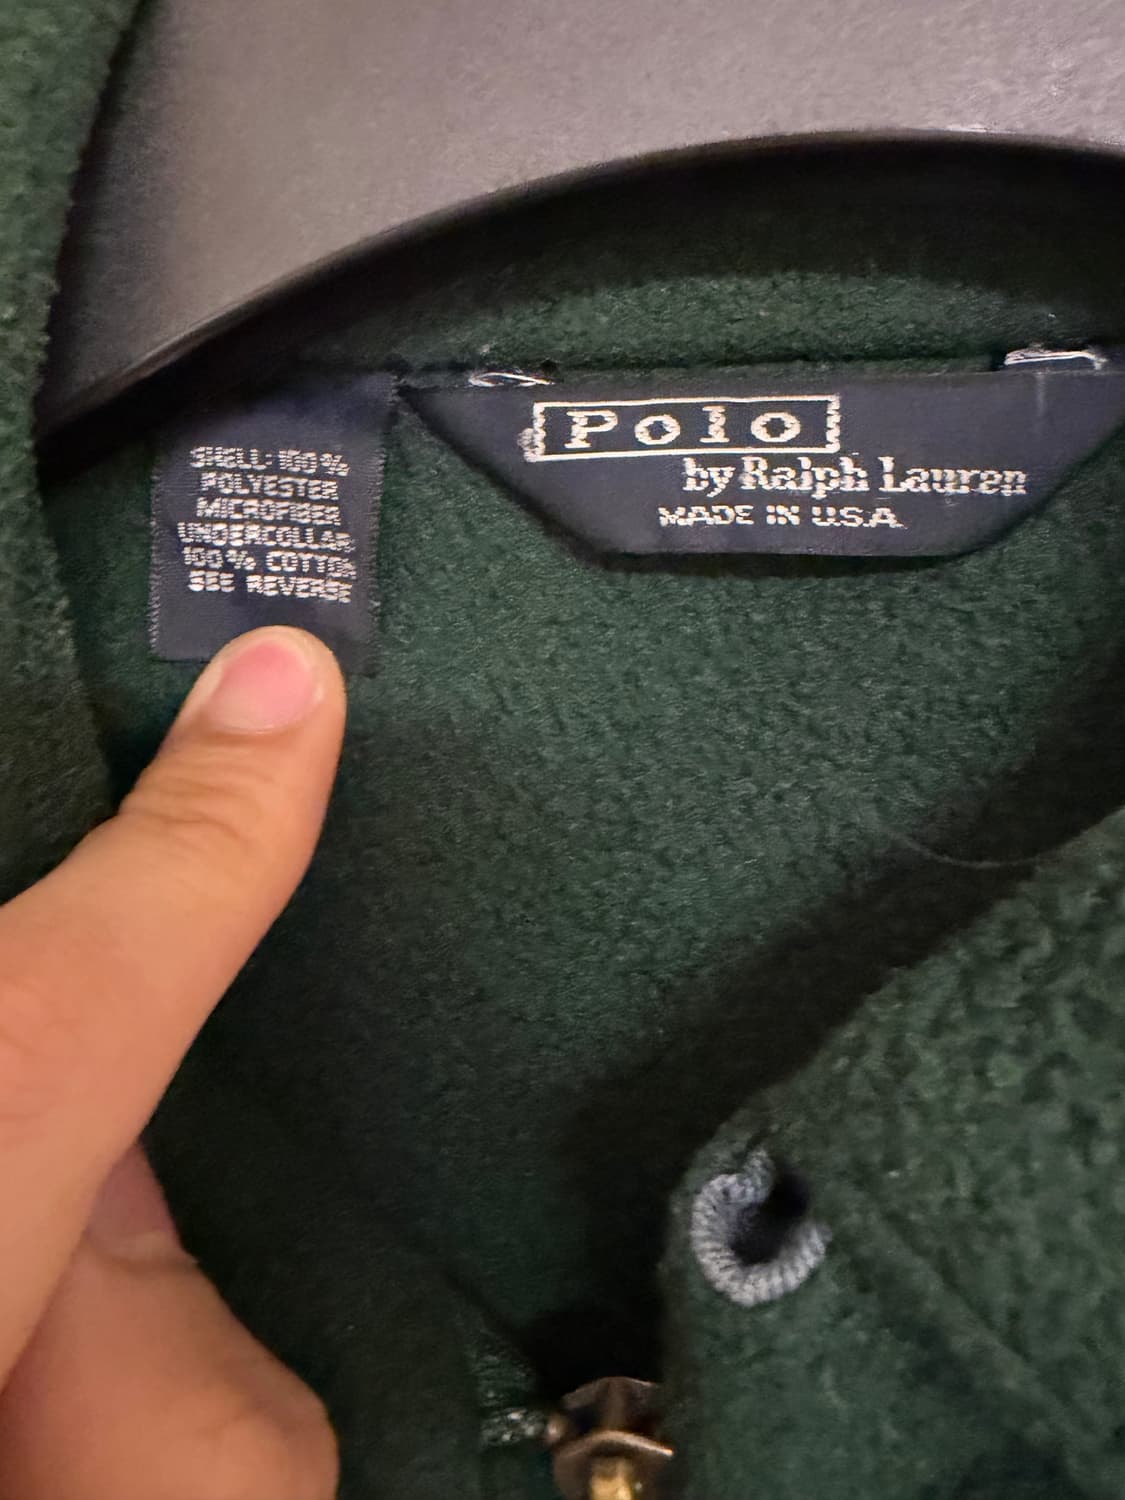 SHELL: 100%
POLYESTER
MICROFIBER
UNDERCOLLAR
100% COTTON
SEE REVERSE
Polo
by Ralph Lauren
MADE IN U.S.A